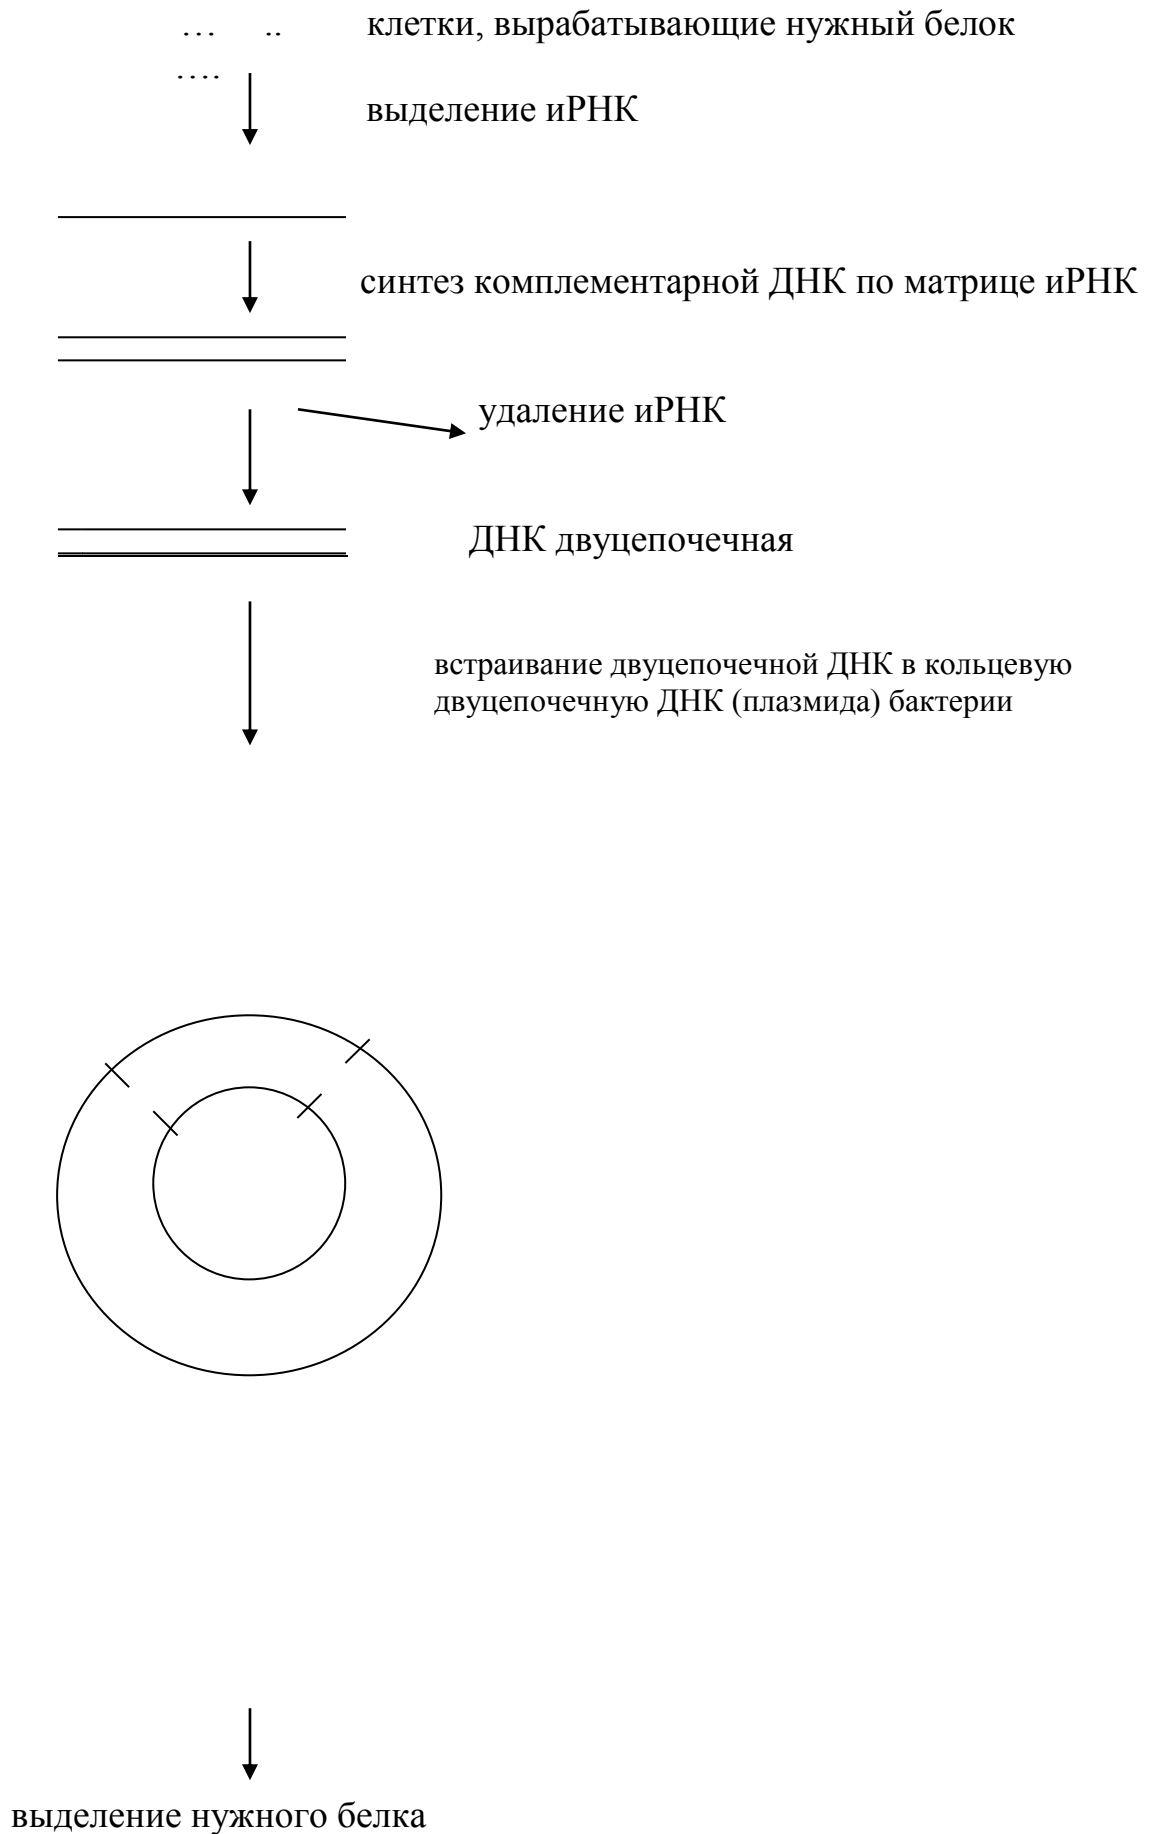 … .. клетки, вырабатывающие нужный белок
….
выделение иРНК
синтез комплементарной ДНК по матрице иРНК
удаление иРНК
ДНК двуцепочечная
встраивание двуцепочечной ДНК в кольцевую
двуцепочечную ДНК (плазмида) бактерии
выделение нужного белка